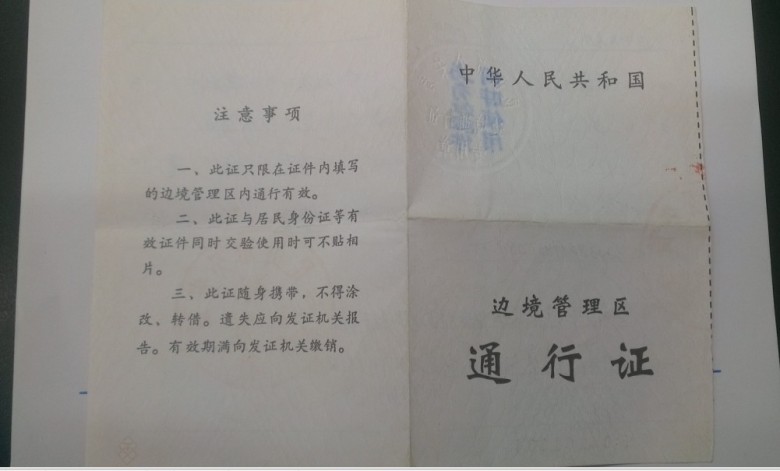 注意事项
一、此证只限在证件内填写
的边境管理区内通行有效。
二、此证与居民身份证等有
效证件同时交验使用时可不贴相
片。
三、此证随身携带，不得涂
改、转借。遗失应向发证机关报
告。有效期满向发证机关缴销。
中华人民共和国
边境管理区
通行证